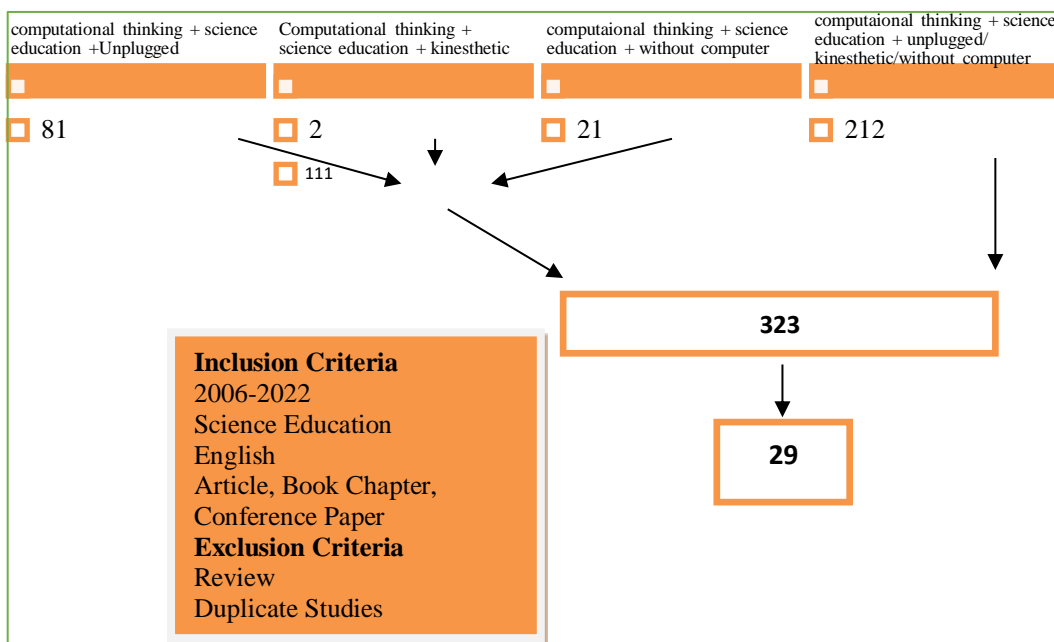 computational thinking + science
education +Unplugged
Computational thinking +
science education + kinesthetic
computational thinking + science
education + without computer
computaional thinking + science
education + unplugged/
kinesthetic/without computer
81
2
21
212
111
323
29
Inclusion Criteria
2006-2022
Science Education
English
Article, Book Chapter,
Conference Paper
Exclusion Criteria
Review
Duplicate Studies